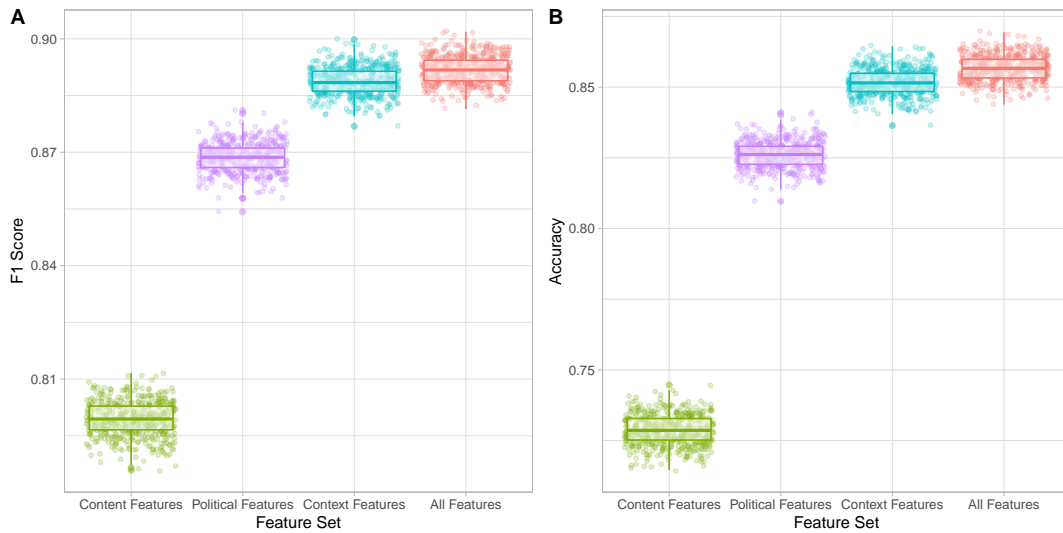 A
B
F1 Score
0.90
0.87
0.84
0.81
Content Features Political Features Context Features All Features
Feature Set
Accuracy
0.85
0.80
0.75
Content Features Political Features Context Features All Features
Feature Set